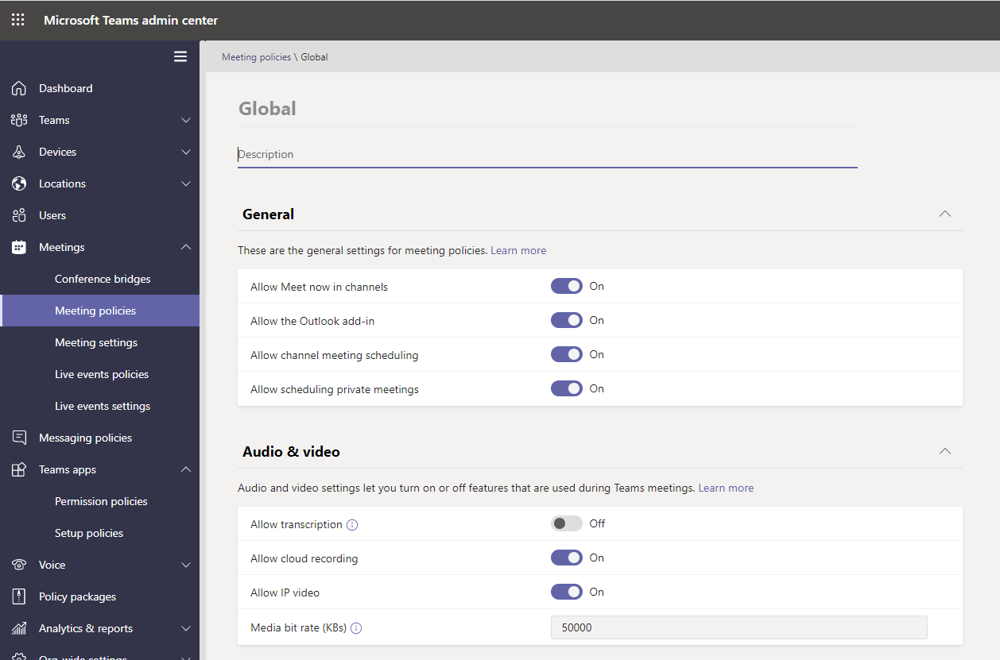 Microsoft Teams admin center
Dashboard
Teams
Devices
Locations
Users
Meetings
Conference bridges
Meeting policies
Meeting settings
Live events policies
Live events settings
Messaging policies
Teams apps
Permission policies
Setup policies
Voice
Policy packages
Analytics & reports
Org-wide settings
Meeting policies \ Global
Global
Description
General
These are the general settings for meeting policies. Learn more
Allow Meet now in channels On
Allow the Outlook add-in On
Allow channel meeting scheduling On
Allow scheduling private meetings On
Audio & video
Audio and video settings let you turn on or off features that are used during Teams meetings. Learn more
Allow transcription Off
Allow cloud recording On
Allow IP video On
Media bit rate (KBs) 50000